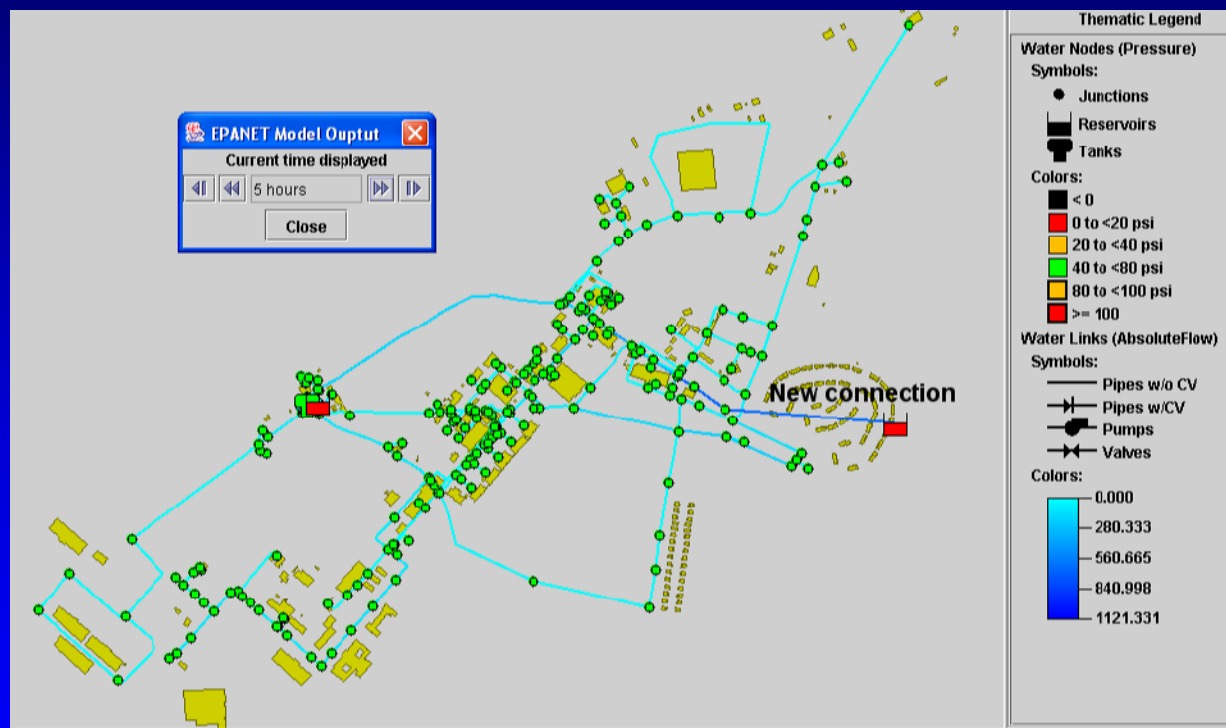 EPANET Model Ouptut
Current time displayed
5 hours
Close
New connection
Thematic Legend
Water Nodes (Pressure)
Symbols:
Junctions
Reservoirs
Tanks
Colors:
< 0
0 to <20 psi
20 to <40 psi
40 to <80 psi
80 to <100 psi
>= 100
Water Links (AbsoluteFlow)
Symbols:
Pipes w/o CV
Pipes w/CV
Pumps
Valves
Colors:
0.000
280.333
560.665
840.998
1121.331